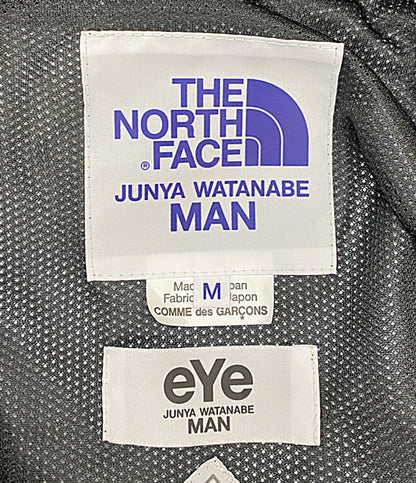 THE
NORTH
® FACE
JUNYA WATANABE
MAN
M
COMME des GARÇONS
eYe
JUNYA WATANABE
MAN